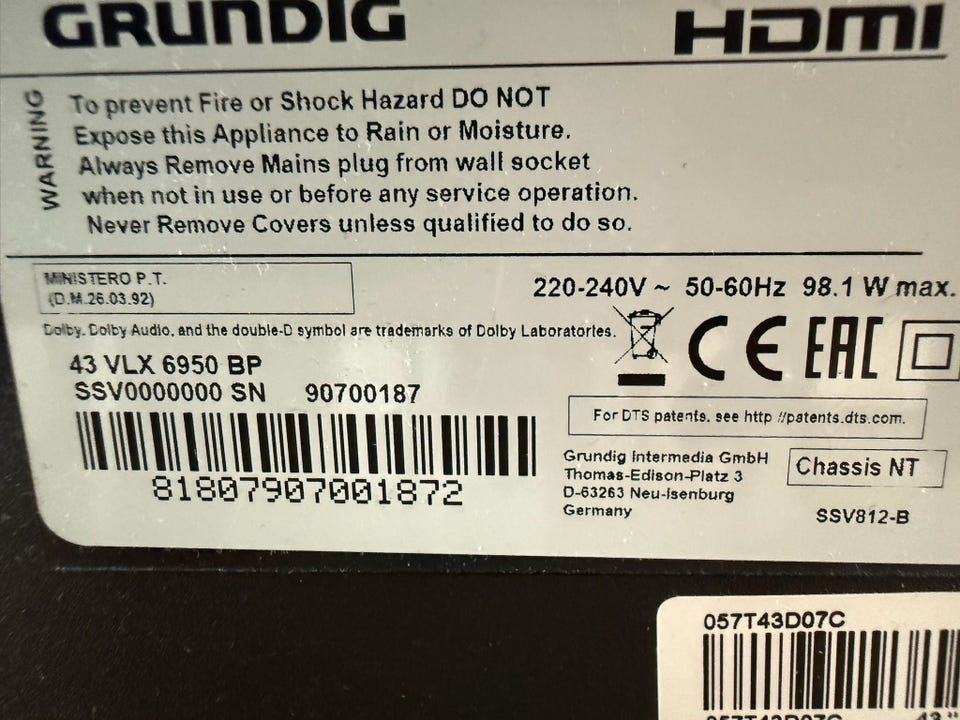 GRUNDIG
HDMI
WARNING
To prevent Fire or Shock Hazard DO NOT
Expose this Appliance to Rain or Moisture.
Always Remove Mains plug from wall socket
when not in use or before any service operation.
Never Remove Covers unless qualified to do so.
MINISTERO P.T.
(D.M.26.03.92)
220-240V ~ 50-60Hz 98.1 W max.
Dolby, Dolby Audio, and the double-D symbol are trademarks of Dolby Laboratories.
CE EAC
43 VLX 6950 BP
SSV0000000 SN 90700187
81807907001872
For DTS patents, see http://patents.dts.com.
Grundig Intermedia GmbH
Thomas-Edison-Platz 3
D-63263 Neu-Isenburg
Germany
Chassis NT
SSV812-B
057T43D07C
057T43D07C 43"